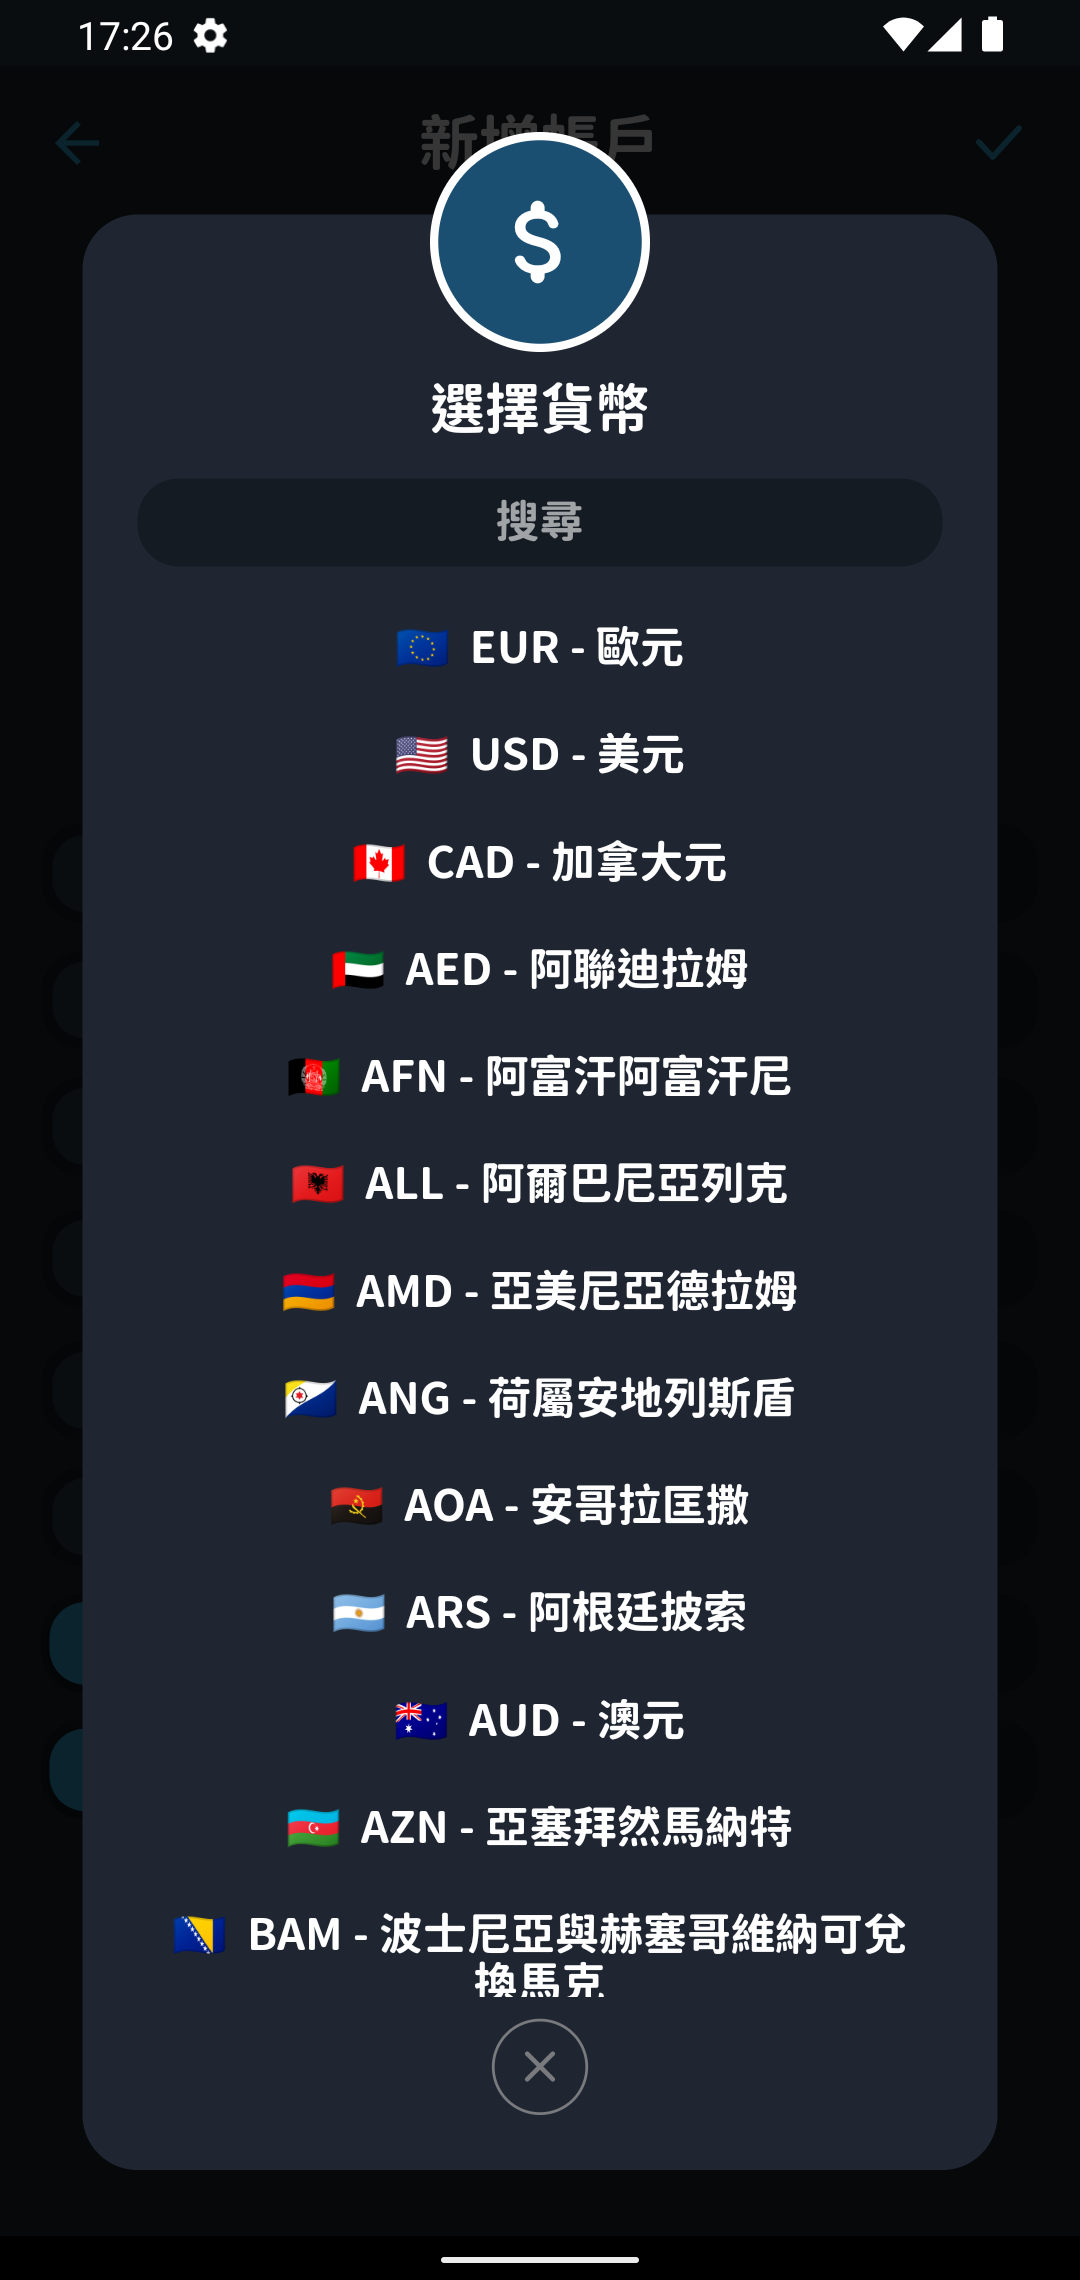 17:26
新增帳戶
選擇貨幣
搜尋
EUR - 歐元
USD - 美元
CAD - 加拿大元
AED - 阿聯迪拉姆
AFN - 阿富汗阿富汗尼
ALL - 阿爾巴尼亞列克
AMD - 亞美尼亞德拉姆
ANG - 荷屬安地列斯盾
AOA - 安哥拉匡撒
ARS - 阿根廷披索
AUD - 澳元
AZN - 亞塞拜然馬納特
BAM - 波士尼亞與赫塞哥維納可兌
換馬克